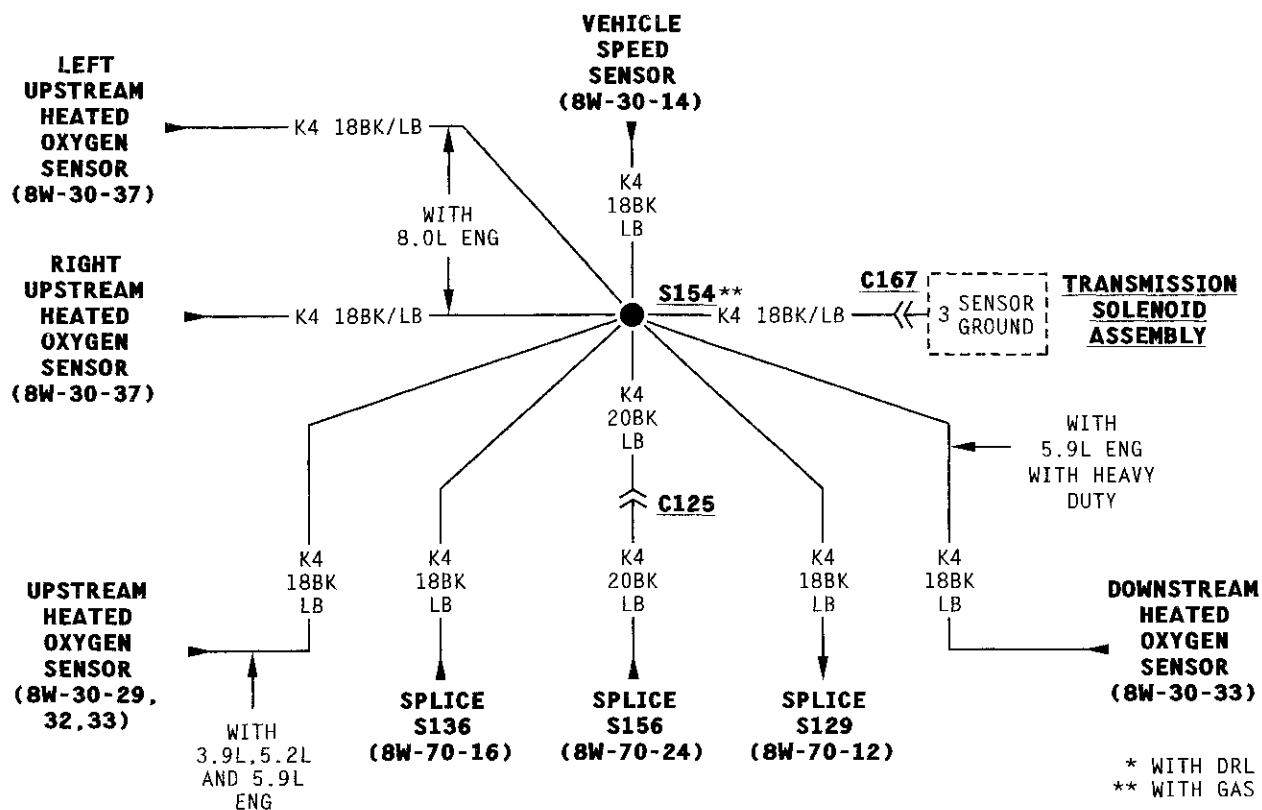 LEFT
UPSTREAM
HEATED
OXYGEN
SENSOR
(8W-30-37)
K4 18BK/LB
VEHICLE
SPEED
SENSOR
(8W-30-14)
K4
18BK
LB
WITH
8.0L ENG
RIGHT
UPSTREAM
HEATED
OXYGEN
SENSOR
(8W-30-37)
K4 18BK/LB
S154**
K4 18BK/LB
C167
3 SENSOR
GROUND
TRANSMISSION
SOLENOID
ASSEMBLY
K4
20BK
LB
C125
WITH
5.9L ENG
WITH HEAVY
DUTY
UPSTREAM
HEATED
OXYGEN
SENSOR
(8W-30-29,
32,33)
K4
18BK
LB
WITH
3.9L,5.2L
AND 5.9L
ENG
K4
18BK
LB
SPLICE
S136
(8W-70-16)
K4
20BK
LB
SPLICE
S156
(8W-70-24)
K4
18BK
LB
SPLICE
S129
(8W-70-12)
K4
18BK
LB
DOWNSTREAM
HEATED
OXYGEN
SENSOR
(8W-30-33)
* WITH DRL
** WITH GAS